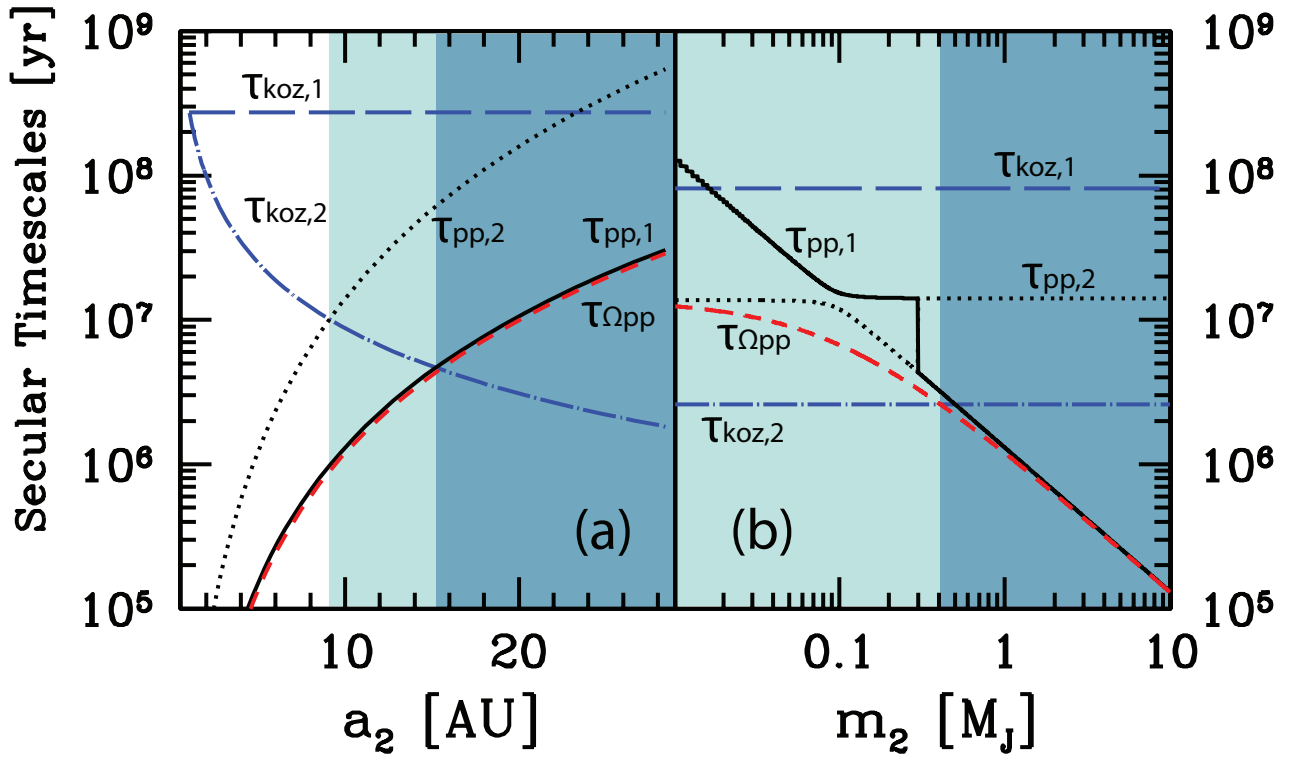 Secular Timescales [yr]
10⁹
10⁸
10⁷
10⁶
10⁵
τkoz,1
τkoz,2
τpp,2
τpp,1
τΩpp
(a)
10
20
a₂ [AU]
τkoz,1
τpp,1
τpp,2
τΩpp
τkoz,2
(b)
0.1
1
10
m₂ [M_J]
10⁹
10⁸
10⁷
10⁶
10⁵